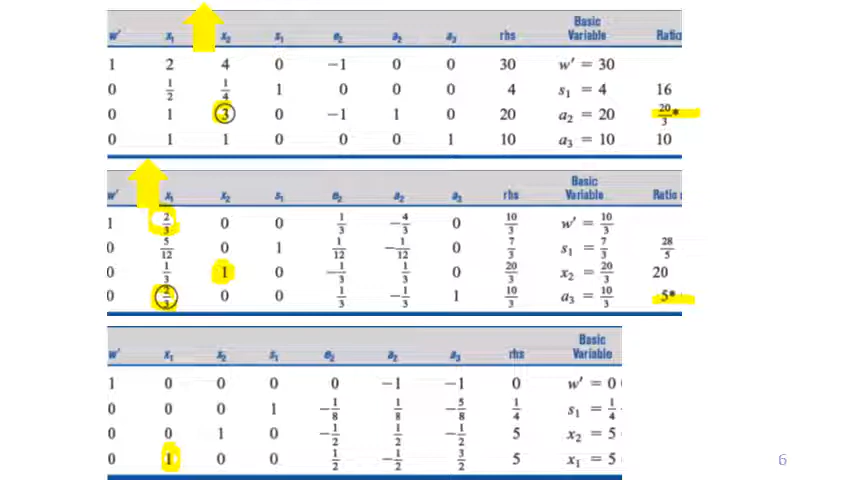 Basic
w' x₁ x₂ s₁ e₂ a₂ a₃ rhs Variable Ratio
1 2 4 0 −1 0 0 30 w' = 30
0 1/2 1/4 1 0 0 0 4 s₁ = 4 16
0 1 3 0 −1 1 0 20 a₂ = 20 20/3*
0 1 1 0 0 0 1 10 a₃ = 10 10
Basic
w' x₁ x₂ s₁ e₂ a₂ a₃ rhs Variable Ratio
1 2/3 0 0 1/3 −4/3 0 10/3 w' = 10/3
0 5/12 0 1 1/12 −1/12 0 7/3 s₁ = 7/3 28/5
0 1/3 1 0 −1/3 1/3 0 20/3 x₂ = 20/3 20
0 2/3 0 0 1/3 −1/3 1 10/3 a₃ = 10/3 5*
Basic
w' x₁ x₂ s₁ e₂ a₂ a₃ rhs Variable
1 0 0 0 0 −1 −1 0 w' = 0
0 0 0 1 −1/8 1/8 −5/8 1/4 s₁ = 1/4
0 0 1 0 −1/2 1/2 −1/2 5 x₂ = 5
0 1 0 0 1/2 −1/2 3/2 5 x₁ = 5
6